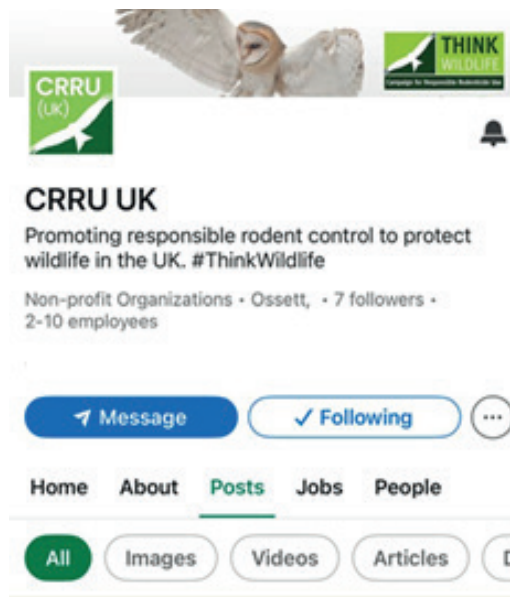 THINK
WILDLIFE
Campaign for Responsible Rodenticide Use
CRRU
(UK)
CRRU UK
Promoting responsible rodent control to protect
wildlife in the UK. #ThinkWildlife
Non-profit Organizations • Ossett, • 7 followers •
2-10 employees
Message
Following
Home About Posts Jobs People
All Images Videos Articles